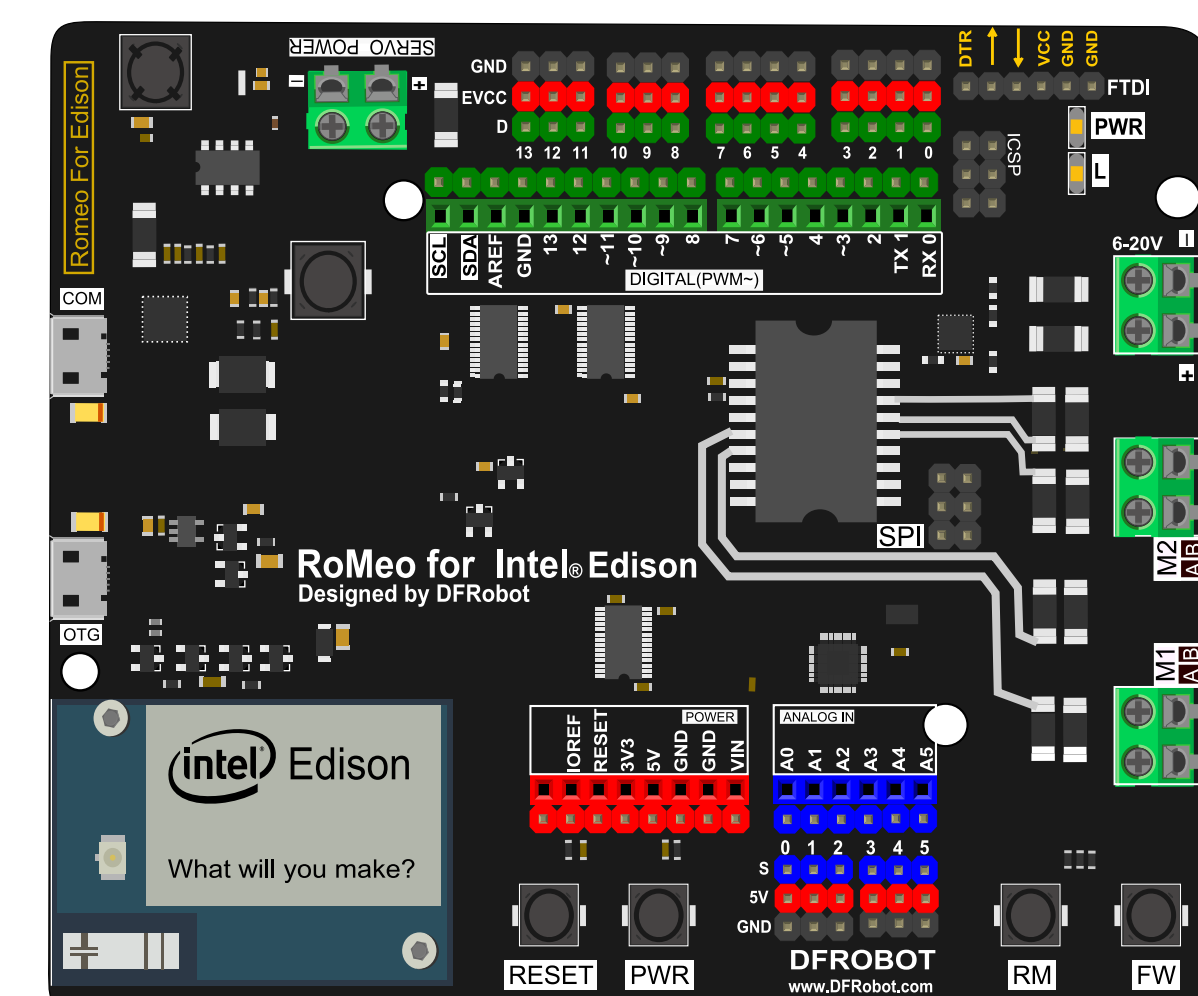 Romeo For Edison
SERVO POWER
−
+
GND
EVCC
D
13 12 11 10 9 8 7 6 5 4 3 2 1 0
DTR
VCC
GND
GND
FTDI
ICSP
PWR
L
SCL
SDA
AREF
GND
13
12
~11
~10
~9
8
7
~6
~5
4
~3
2
TX 1
RX 0
DIGITAL(PWM~)
6-20V −
+
COM
OTG
SPI
RoMeo for Intel® Edison
Designed by DFRobot
M2
A B
M1
A B
intel® Edison
What will you make?
POWER
IOREF
RESET
3V3
5V
GND
GND
VIN
ANALOG IN
A0
A1
A2
A3
A4
A5
0 1 2 3 4 5
S
5V
GND
RESET
PWR
DFROBOT
www.DFRobot.com
RM
FW